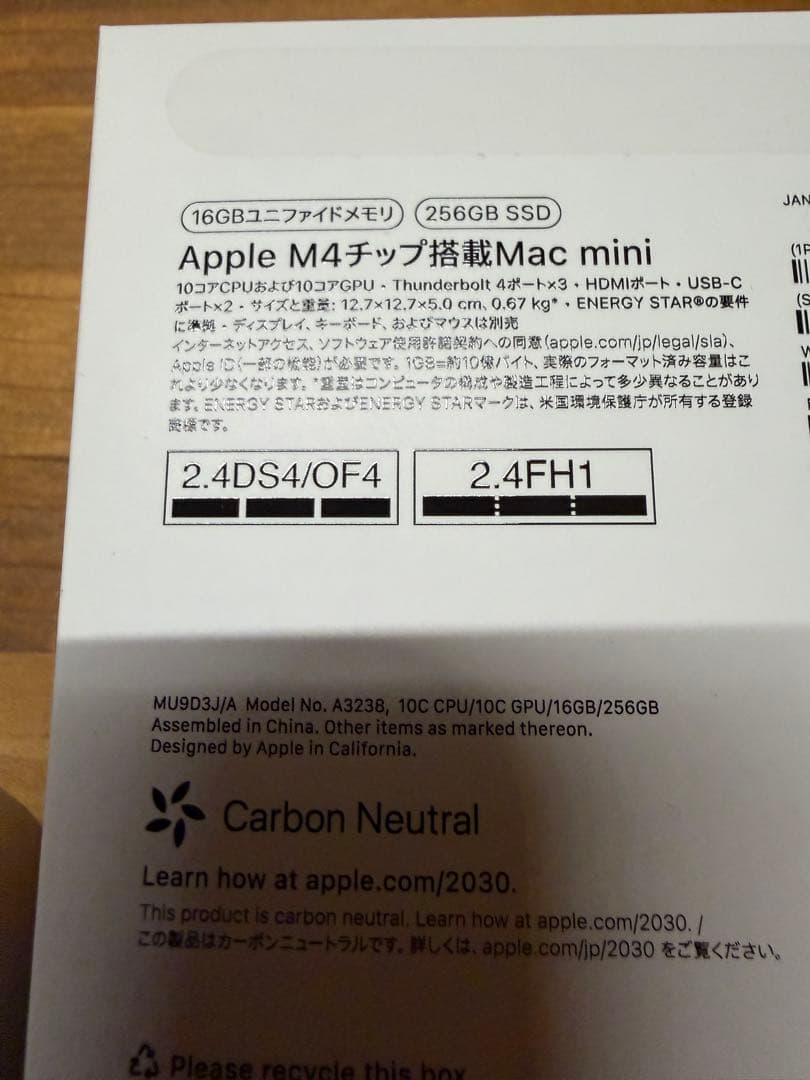 16GBユニファイドメモリ 256GB SSD
JAN
Apple M4チップ搭載Mac mini
(1P
10コアCPUおよび10コアGPU・Thunderbolt 4ポート×3・HDMIポート・USB-C
ポート×2・サイズと重量: 12.7×12.7×5.0 cm、0.67 kg*・ENERGY STAR®の要件
(S
に準拠・ディスプレイ、キーボード、およびマウスは別売
インターネットアクセス、ソフトウェア使用許諾契約への同意(apple.com/jp/legal/sla)、
Apple ID(一部の機能)が必要です。1GB=約10億バイト、実際のフォーマット済み容量はこ
れより少なくなります。*重量はコンピュータの構成や製造工程によって多少異なることがあり
ます。ENERGY STARおよびENERGY STARマークは、米国環境保護庁が所有する登録
商標です。
2.4DS4/OF4 2.4FH1
MU9D3J/A Model No. A3238, 10C CPU/10C GPU/16GB/256GB
Assembled in China. Other items as marked thereon.
Designed by Apple in California.
Carbon Neutral
Learn how at apple.com/2030.
This product is carbon neutral. Learn how at apple.com/2030. /
この製品はカーボンニュートラルです。詳しくは、apple.com/jp/2030 をご覧ください。
Please recycle this box